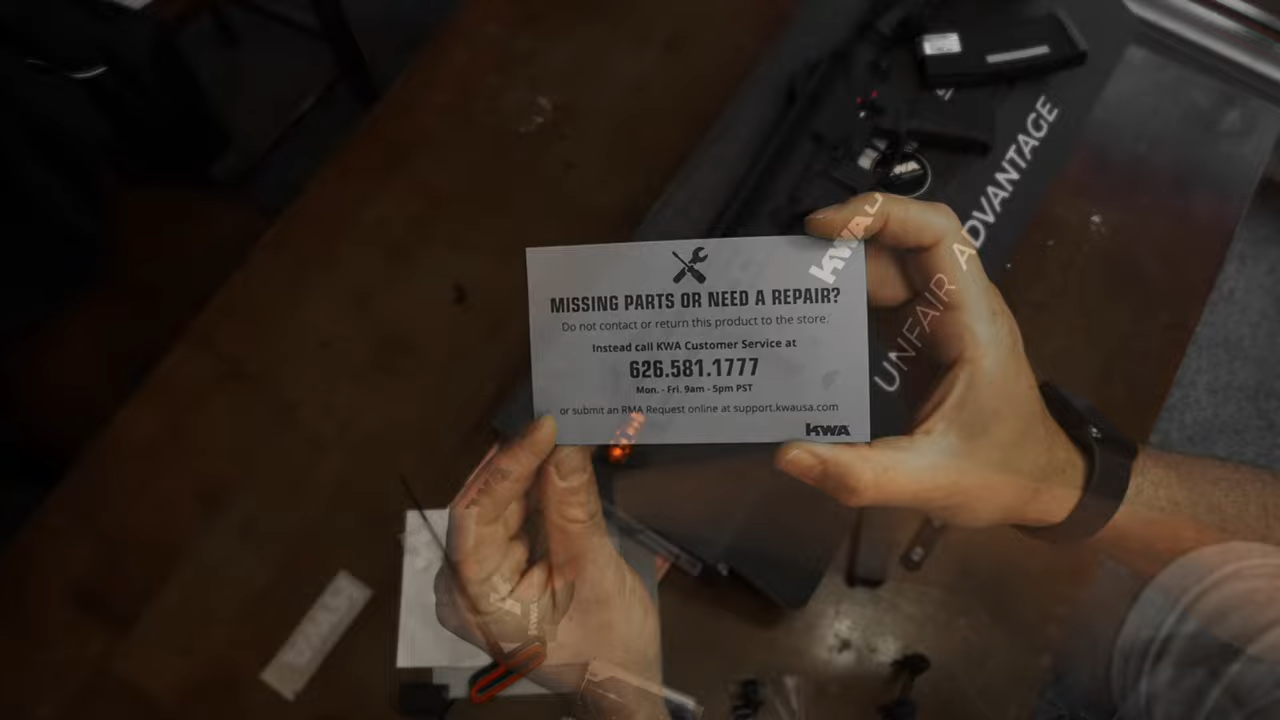 MISSING PARTS OR NEED A REPAIR?
Do not contact or return this product to the store.
Instead call KWA Customer Service at
626.581.1777
Mon. - Fri. 9am - 5pm PST
or submit an RMA Request online at support.kwausa.com
KWA
KWA
UNFAIR ADVANTAGE
KWA